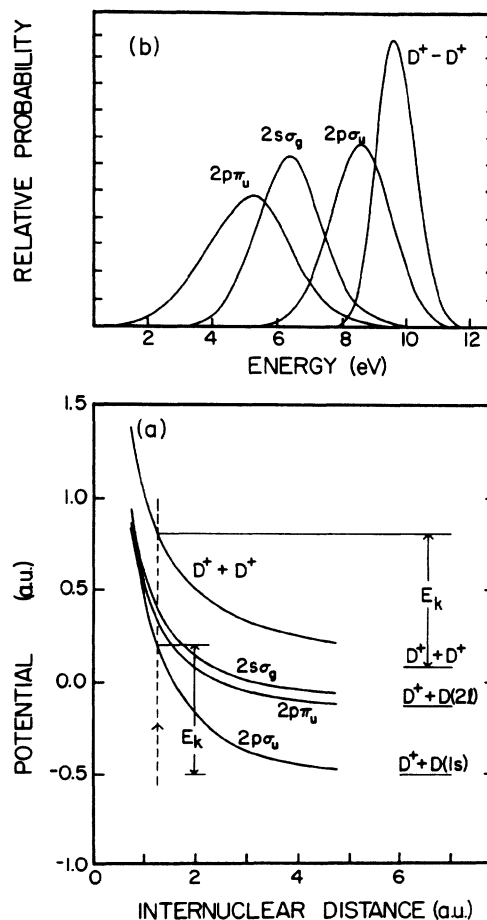 (b)
D⁺ – D⁺
2pσᵤ
2sσg
2pπᵤ
RELATIVE PROBABILITY
2 4 6 8 10 12
ENERGY (eV)
(a)
1.5
1.0
0.5
0.0
-0.5
-1.0
POTENTIAL (a.u.)
D⁺ + D⁺
Eₖ
D⁺ + D⁺
2sσg
D⁺ + D(2l)
2pπᵤ
Eₖ
2pσᵤ
D⁺ + D(1s)
0 2 4 6
INTERNUCLEAR DISTANCE (a.u.)